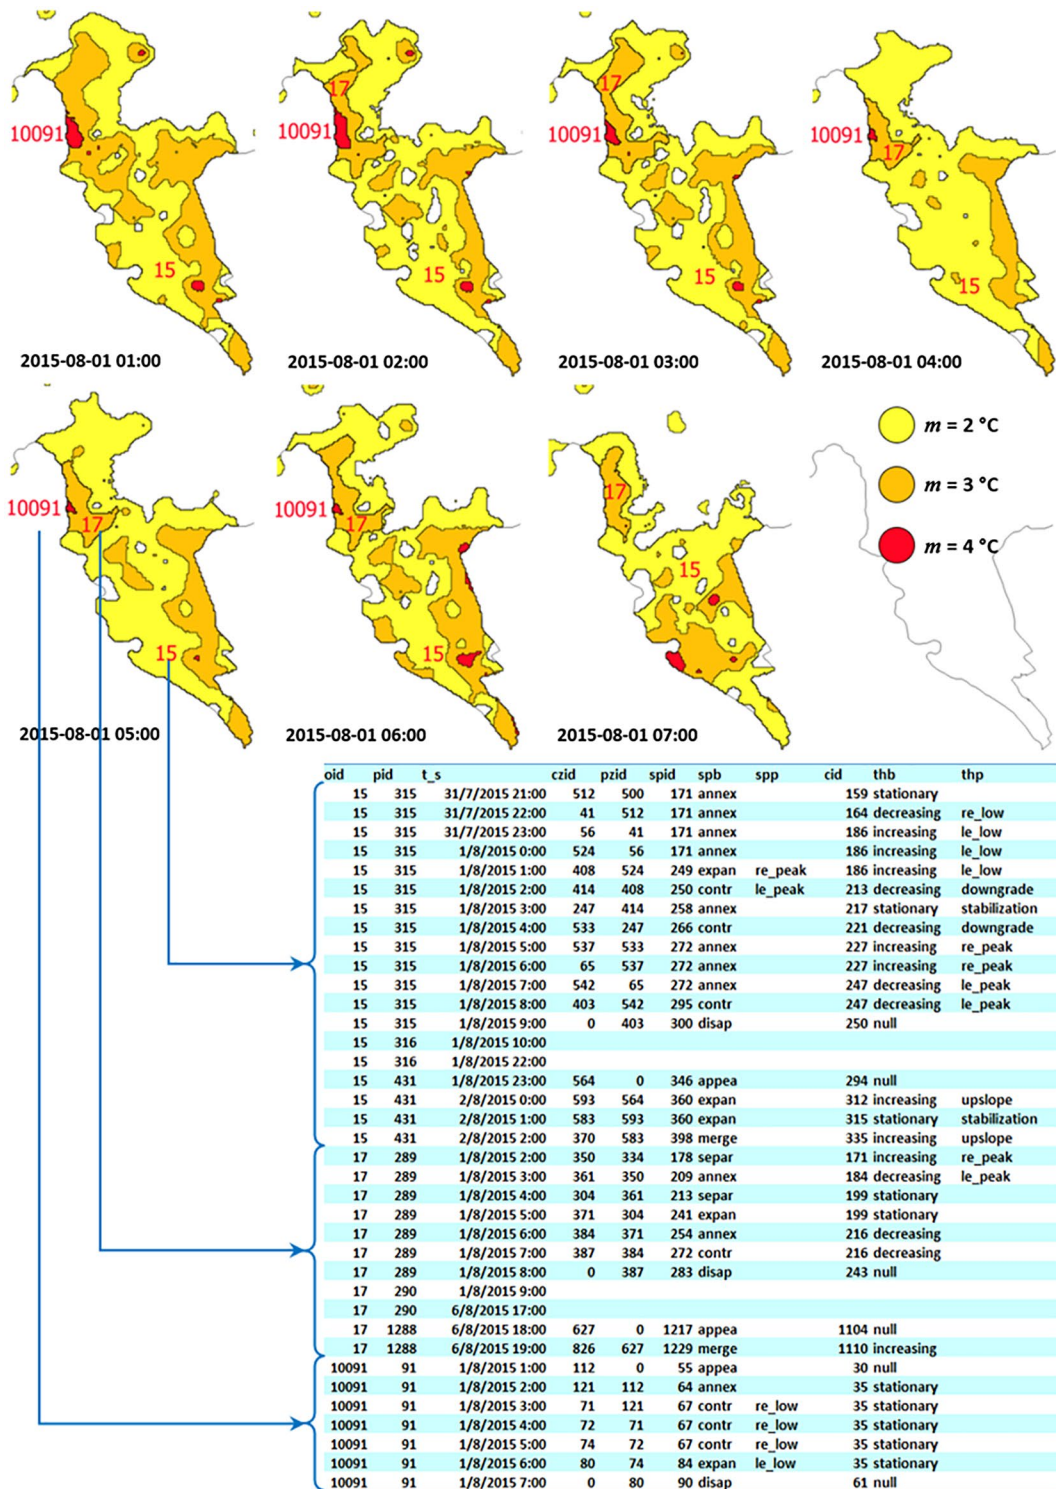 17
10091
10091
17
10091
10091
17
15
15
15
15
2015-08-01 01:00
2015-08-01 02:00
2015-08-01 03:00
2015-08-01 04:00
m = 2 °C
m = 3 °C
m = 4 °C
10091
17
10091
17
17
15
15
15
2015-08-01 05:00
2015-08-01 06:00
2015-08-01 07:00
oid pid t_s czid pzid spid spb spp cid thb thp
15 315 31/7/2015 21:00 512 500 171 annex 159 stationary
15 315 31/7/2015 22:00 41 512 171 annex 164 decreasing re_low
15 315 31/7/2015 23:00 56 41 171 annex 186 increasing le_low
15 315 1/8/2015 0:00 524 56 171 annex 186 increasing le_low
15 315 1/8/2015 1:00 408 524 249 expan re_peak 186 increasing le_low
15 315 1/8/2015 2:00 414 408 250 contr le_peak 213 decreasing downgrade
15 315 1/8/2015 3:00 247 414 258 annex 217 stationary stabilization
15 315 1/8/2015 4:00 533 247 266 contr 221 decreasing downgrade
15 315 1/8/2015 5:00 537 533 272 annex 227 increasing re_peak
15 315 1/8/2015 6:00 65 537 272 annex 227 increasing re_peak
15 315 1/8/2015 7:00 542 65 272 annex 247 decreasing le_peak
15 315 1/8/2015 8:00 403 542 295 contr 247 decreasing le_peak
15 315 1/8/2015 9:00 0 403 300 disap 250 null
15 316 1/8/2015 10:00
15 316 1/8/2015 22:00
15 431 1/8/2015 23:00 564 0 346 appea 294 null
15 431 2/8/2015 0:00 593 564 360 expan 312 increasing upslope
15 431 2/8/2015 1:00 583 593 360 expan 315 stationary stabilization
15 431 2/8/2015 2:00 370 583 398 merge 335 increasing upslope
17 289 1/8/2015 2:00 350 334 178 separ 171 increasing re_peak
17 289 1/8/2015 3:00 361 350 209 annex 184 decreasing le_peak
17 289 1/8/2015 4:00 304 361 213 separ 199 stationary
17 289 1/8/2015 5:00 371 304 241 expan 199 stationary
17 289 1/8/2015 6:00 384 371 254 annex 216 decreasing
17 289 1/8/2015 7:00 387 384 272 contr 216 decreasing
17 289 1/8/2015 8:00 0 387 283 disap 243 null
17 290 1/8/2015 9:00
17 290 6/8/2015 17:00
17 1288 6/8/2015 18:00 627 0 1217 appea 1104 null
17 1288 6/8/2015 19:00 826 627 1229 merge 1110 increasing
10091 91 1/8/2015 1:00 112 0 55 appea 30 null
10091 91 1/8/2015 2:00 121 112 64 annex 35 stationary
10091 91 1/8/2015 3:00 71 121 67 contr re_low 35 stationary
10091 91 1/8/2015 4:00 72 71 67 contr re_low 35 stationary
10091 91 1/8/2015 5:00 74 72 67 contr re_low 35 stationary
10091 91 1/8/2015 6:00 80 74 84 expan le_low 35 stationary
10091 91 1/8/2015 7:00 0 80 90 disap 61 null